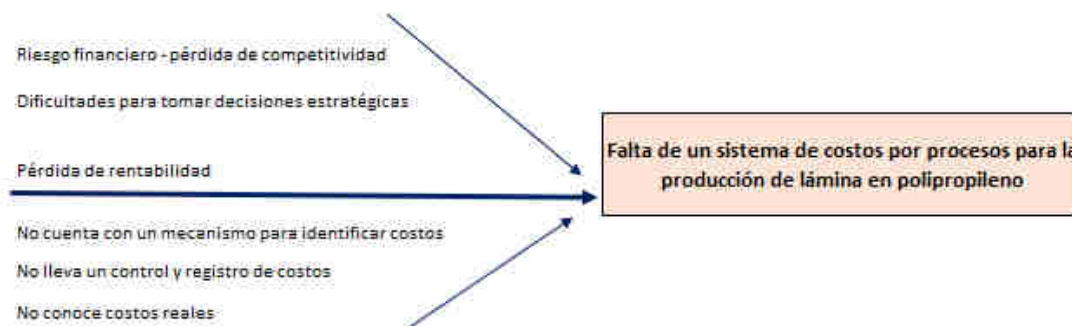 Riesgo financiero - pérdida de competitividad
Dificultades para tomar decisiones estratégicas
Pérdida de rentabilidad
Falta de un sistema de costos por procesos para la
producción de lámina en polipropileno
No cuenta con un mecanismo para identificar costos
No lleva un control y registro de costos
No conoce costos reales